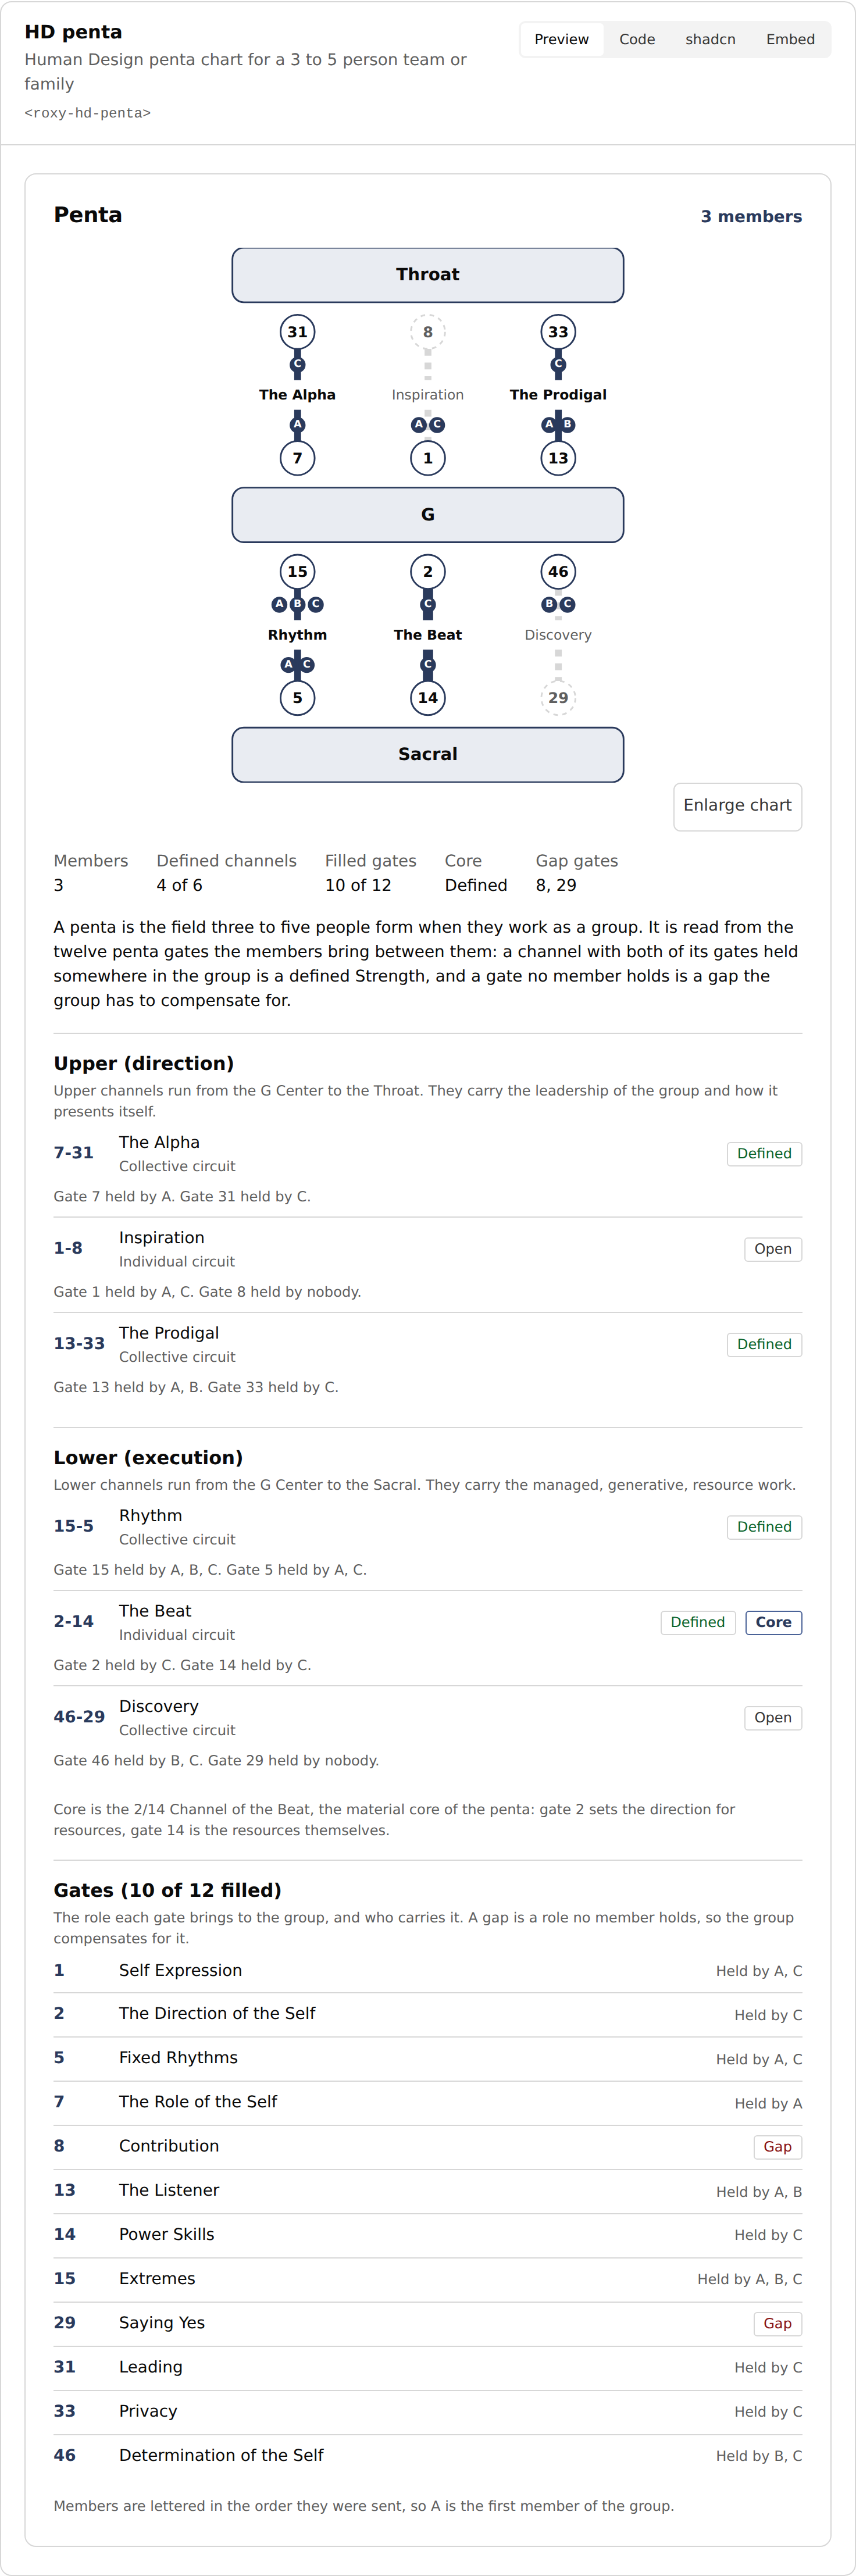 HD penta
Human Design penta chart for a 3 to 5 person team or
family
<roxy-hd-penta>
Preview Code shadcn Embed
Penta
3 members
Throat
31 8 33
C C
The Alpha Inspiration The Prodigal
A A C A B
7 1 13
G
15 2 46
A B C C B C
Rhythm The Beat Discovery
A C C
5 14 29
Sacral
Enlarge chart
Members Defined channels Filled gates Core Gap gates
3 4 of 6 10 of 12 Defined 8, 29
A penta is the field three to five people form when they work as a group. It is read from the
twelve penta gates the members bring between them: a channel with both of its gates held
somewhere in the group is a defined Strength, and a gate no member holds is a gap the
group has to compensate for.
Upper (direction)
Upper channels run from the G Center to the Throat. They carry the leadership of the group and how it
presents itself.
7-31 The Alpha Defined
Collective circuit
Gate 7 held by A. Gate 31 held by C.
1-8 Inspiration Open
Individual circuit
Gate 1 held by A, C. Gate 8 held by nobody.
13-33 The Prodigal Defined
Collective circuit
Gate 13 held by A, B. Gate 33 held by C.
Lower (execution)
Lower channels run from the G Center to the Sacral. They carry the managed, generative, resource work.
15-5 Rhythm Defined
Collective circuit
Gate 15 held by A, B, C. Gate 5 held by A, C.
2-14 The Beat Defined Core
Individual circuit
Gate 2 held by C. Gate 14 held by C.
46-29 Discovery Open
Collective circuit
Gate 46 held by B, C. Gate 29 held by nobody.
Core is the 2/14 Channel of the Beat, the material core of the penta: gate 2 sets the direction for
resources, gate 14 is the resources themselves.
Gates (10 of 12 filled)
The role each gate brings to the group, and who carries it. A gap is a role no member holds, so the group
compensates for it.
1 Self Expression Held by A, C
2 The Direction of the Self Held by C
5 Fixed Rhythms Held by A, C
7 The Role of the Self Held by A
8 Contribution Gap
13 The Listener Held by A, B
14 Power Skills Held by C
15 Extremes Held by A, B, C
29 Saying Yes Gap
31 Leading Held by C
33 Privacy Held by C
46 Determination of the Self Held by B, C
Members are lettered in the order they were sent, so A is the first member of the group.